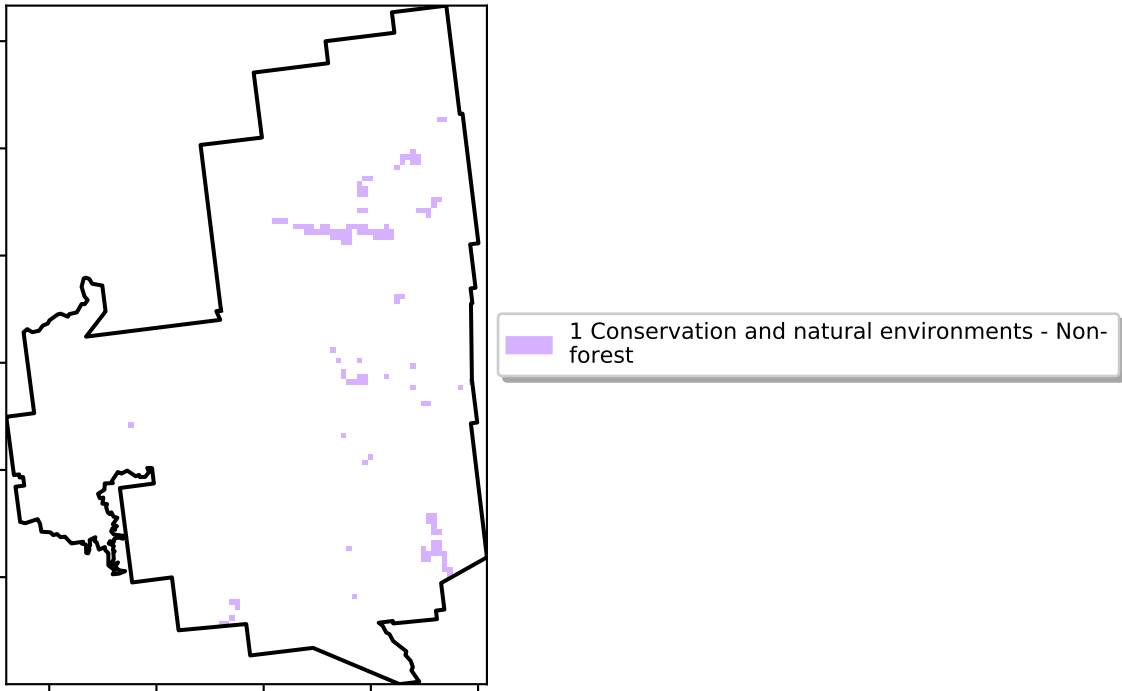 1 Conservation and natural environments - Non-
forest